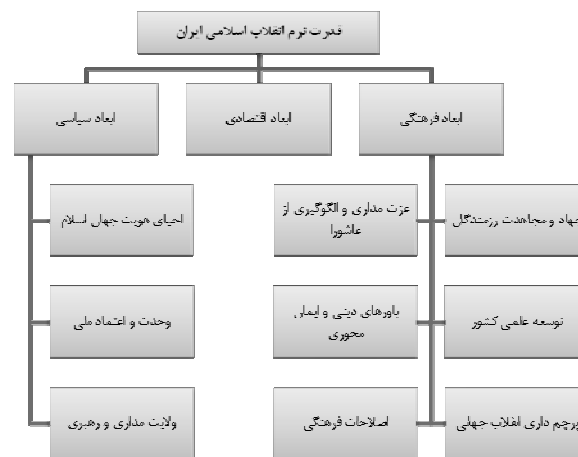 قدرت نرم انقلاب اسلامی ایران
ابعاد فرهنگی
ابعاد اقتصادی
ابعاد سیاسی
جهاد و مجاهدت رزمندگان
عزت مداری و الگوگیری از
عاشورا
احیای هویت جهان اسلام
توسعه علمی کشور
باورهای دینی و ایمان
محوری
وحدت و اعتماد ملی
پرچم داری انقلاب جهانی
اصلاحات فرهنگی
ولایت مداری و رهبری